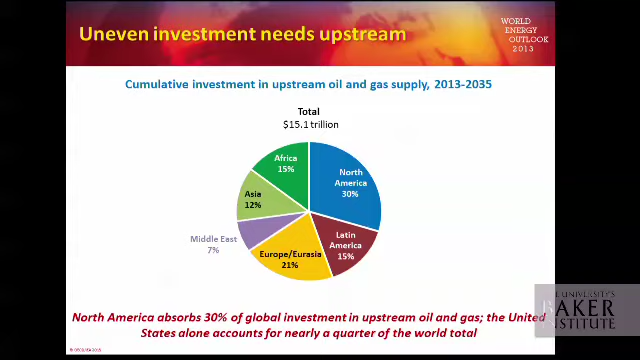 Uneven investment needs upstream
WORLD
ENERGY
OUTLOOK
2013
Cumulative investment in upstream oil and gas supply, 2013-2035
Total
$15.1 trillion
North
America
30%
Latin
America
15%
Europe/Eurasia
21%
Middle East
7%
Asia
12%
Africa
15%
North America absorbs 30% of global investment in upstream oil and gas; the United
States alone accounts for nearly a quarter of the world total
UNIVERSITY'S
BAKER
INSTITUTE